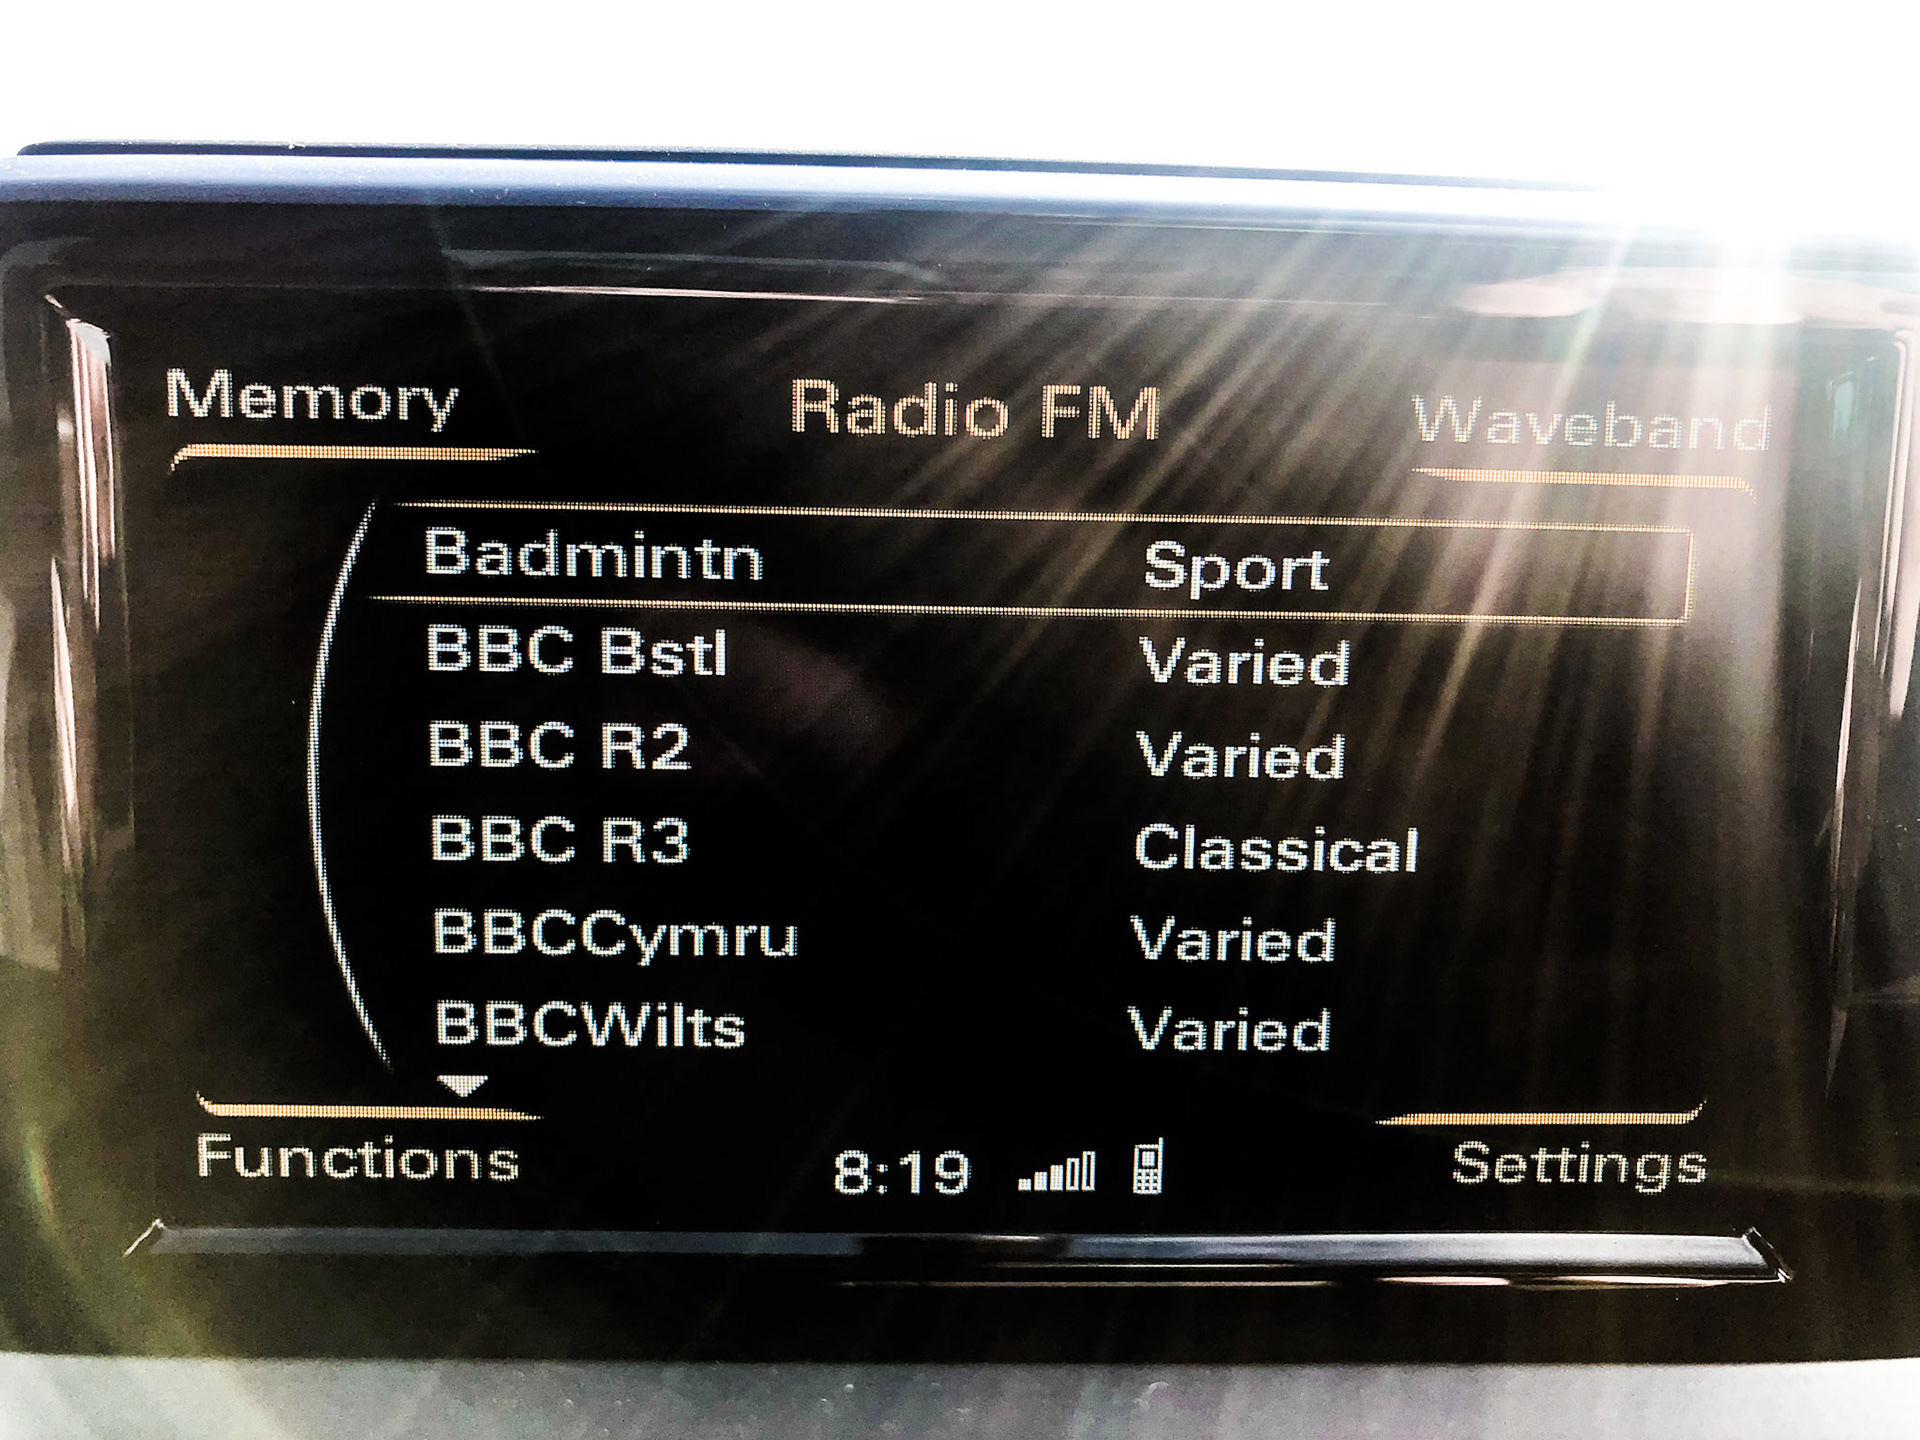 Memory Radio FM Waveband
Badmintn Sport
BBC Bstl Varied
BBC R2 Varied
BBC R3 Classical
BBCCymru Varied
BBCWilts Varied
Functions 8:19 Settings